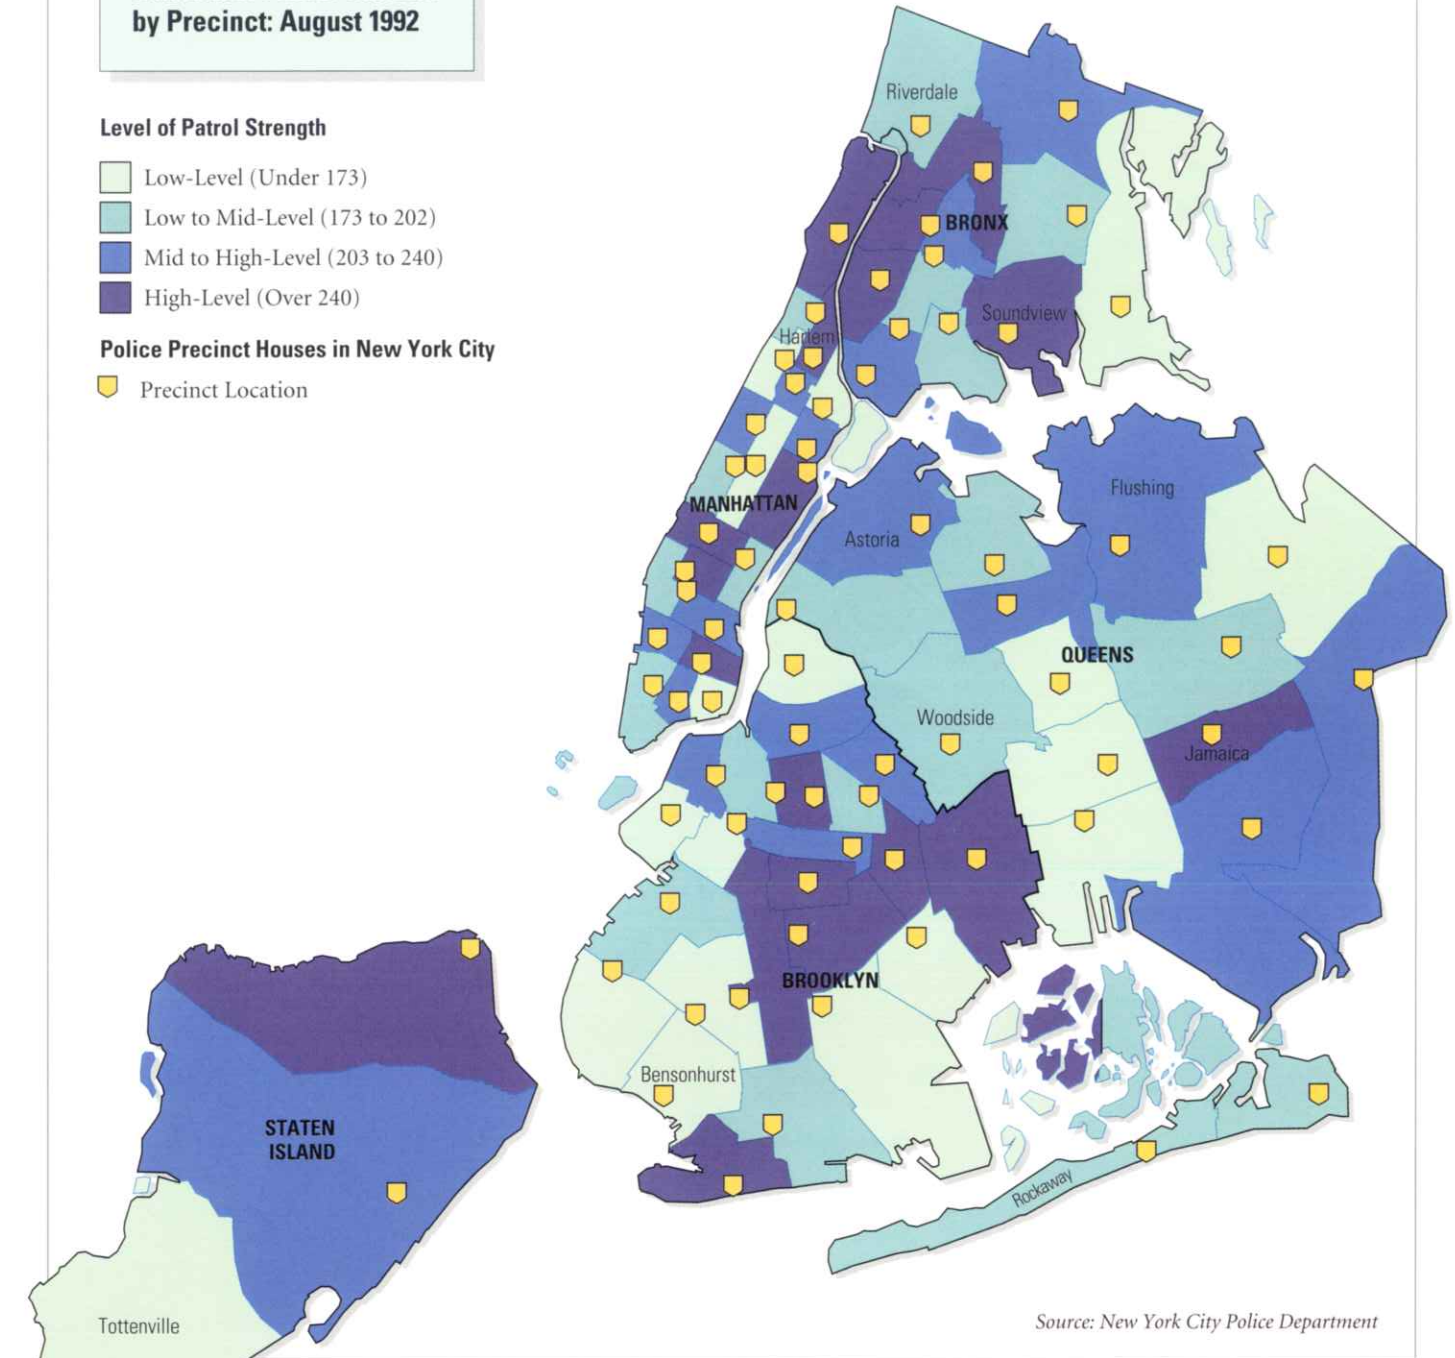 by Precinct: August 1992
Level of Patrol Strength
Low-Level (Under 173)
Low to Mid-Level (173 to 202)
Mid to High-Level (203 to 240)
High-Level (Over 240)
Police Precinct Houses in New York City
Precinct Location
Riverdale
BRONX
Soundview
Harlem
MANHATTAN
Flushing
Astoria
QUEENS
Woodside
Jamaica
BROOKLYN
Bensonhurst
Rockaway
STATEN
ISLAND
Tottenville
Source: New York City Police Department